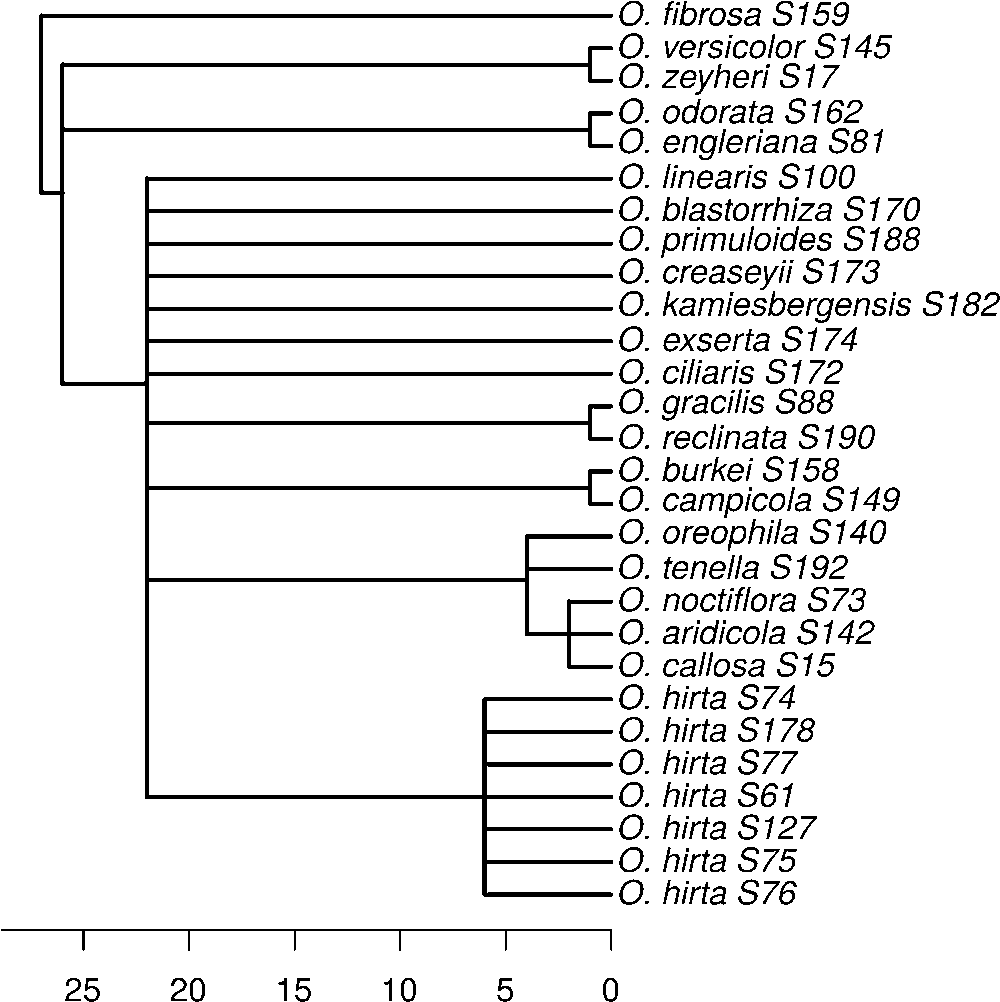 O. fibrosa S159
O. versicolor S145
O. zeyheri S17
O. odorata S162
O. engleriana S81
O. linearis S100
O. blastorrhiza S170
O. primuloides S188
O. creaseyii S173
O. kamiesbergensis S182
O. exserta S174
O. ciliaris S172
O. gracilis S88
O. reclinata S190
O. burkei S158
O. campicola S149
O. oreophila S140
O. tenella S192
O. noctiflora S73
O. aridicola S142
O. callosa S15
O. hirta S74
O. hirta S178
O. hirta S77
O. hirta S61
O. hirta S127
O. hirta S75
O. hirta S76
25 20 15 10 5 0